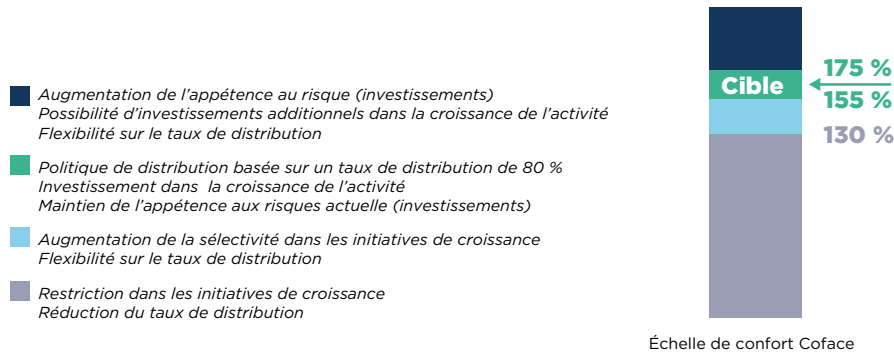 Augmentation de l'appétence au risque (investissements)
Possibilité d'investissements additionnels dans la croissance de l'activité
Flexibilité sur le taux de distribution
Politique de distribution basée sur un taux de distribution de 80 %
Investissement dans la croissance de l'activité
Maintien de l'appétence aux risques actuelle (investissements)
Augmentation de la sélectivité dans les initiatives de croissance
Flexibilité sur le taux de distribution
Restriction dans les initiatives de croissance
Réduction du taux de distribution
175 %
Cible
155 %
130 %
Échelle de confort Coface